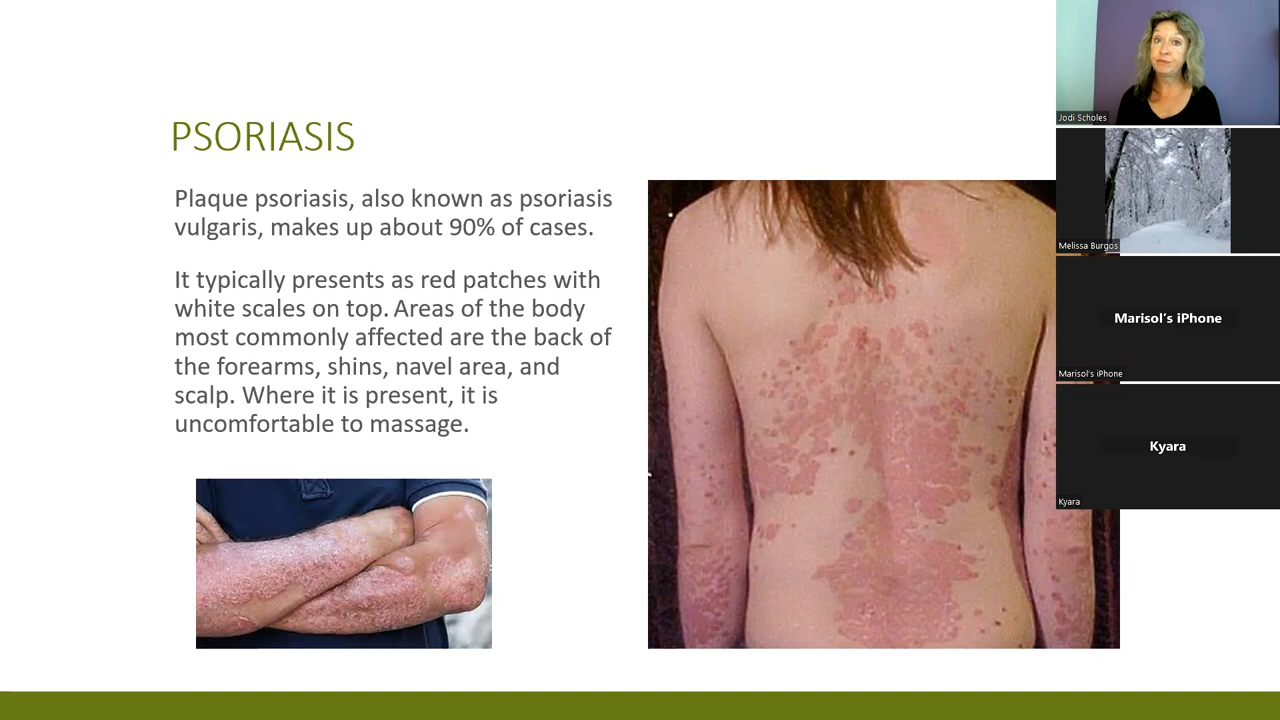 PSORIASIS
Plaque psoriasis, also known as psoriasis
vulgaris, makes up about 90% of cases.
It typically presents as red patches with
white scales on top. Areas of the body
most commonly affected are the back of
the forearms, shins, navel area, and
scalp. Where it is present, it is
uncomfortable to massage.
Jodi Scholes
Melissa Burgos
Marisol's iPhone
Marisol's iPhone
Kyara
Kyara